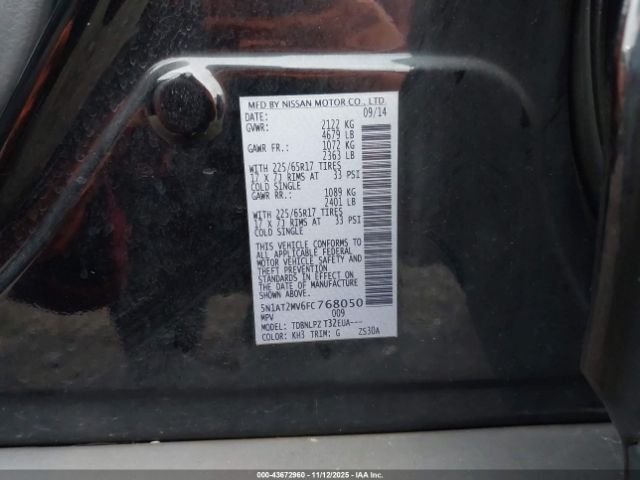 MFD BY NISSAN MOTOR CO., LTD.
DATE: 09/14
GVWR: 2122 KG
4679 LB
GAWR FR.: 1072 KG
2363 LB
WITH 225/65R17 TIRES
17 X 7J RIMS AT 33 PSI
COLD SINGLE
GAWR RR.: 1089 KG
2401 LB
WITH 225/65R17 TIRES
17 X 7J RIMS AT 33 PSI
COLD SINGLE
THIS VEHICLE CONFORMS TO
ALL APPLICABLE FEDERAL
MOTOR VEHICLE SAFETY AND
THEFT PREVENTION
STANDARDS IN EFFECT ON
THE DATE OF MANUFACTURE
5N1AT2MV6FC768050
MPV 009
MODEL: TDBNLPZ T32EUA---
COLOR: KH3 TRIM: G ZS30A
000-43672960 - 11/12/2025 - IAAI.COM